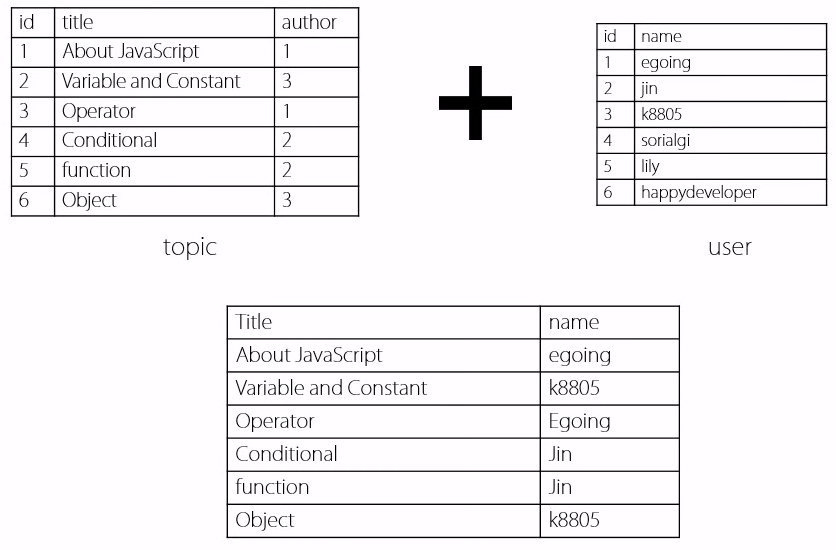 id title author
1 About JavaScript 1
2 Variable and Constant 3
3 Operator 1
4 Conditional 2
5 function 2
6 Object 3
topic
id name
1 egoing
2 jin
3 k8805
4 sorialgi
5 lily
6 happydeveloper
user
Title name
About JavaScript egoing
Variable and Constant k8805
Operator Egoing
Conditional Jin
function Jin
Object k8805